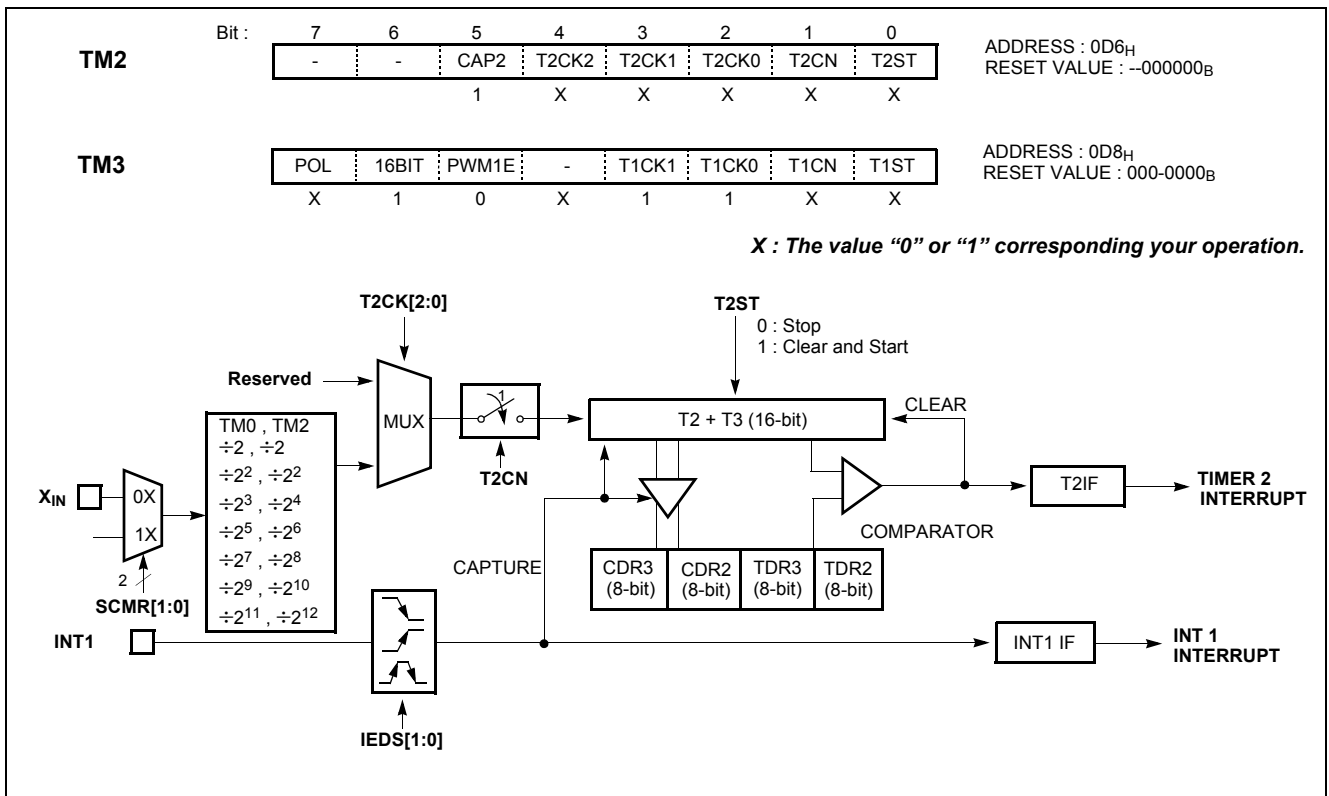 Bit : 7 6 5 4 3 2 1 0
TM2
- - CAP2 T2CK2 T2CK1 T2CK0 T2CN T2ST
ADDRESS : 0D6H
RESET VALUE : --000000B
1 X X X X X
TM3
POL 16BIT PWM1E - T1CK1 T1CK0 T1CN T1ST
ADDRESS : 0D8H
RESET VALUE : 000-0000B
X 1 0 X 1 1 X X
X : The value “0” or “1” corresponding your operation.
T2CK[2:0]
T2ST
0 : Stop
1 : Clear and Start
Reserved
MUX
1
T2CN
T2 + T3 (16-bit)
CLEAR
TM0 , TM2
÷2 , ÷2
÷2² , ÷2²
÷2³ , ÷2⁴
÷2⁵ , ÷2⁶
÷2⁷ , ÷2⁸
÷2⁹ , ÷2¹⁰
÷2¹¹ , ÷2¹²
XIN
0X
1X
2
SCMR[1:0]
T2IF
TIMER 2
INTERRUPT
COMPARATOR
CAPTURE
CDR3
(8-bit)
CDR2
(8-bit)
TDR3
(8-bit)
TDR2
(8-bit)
INT1
INT1 IF
INT 1
INTERRUPT
IEDS[1:0]